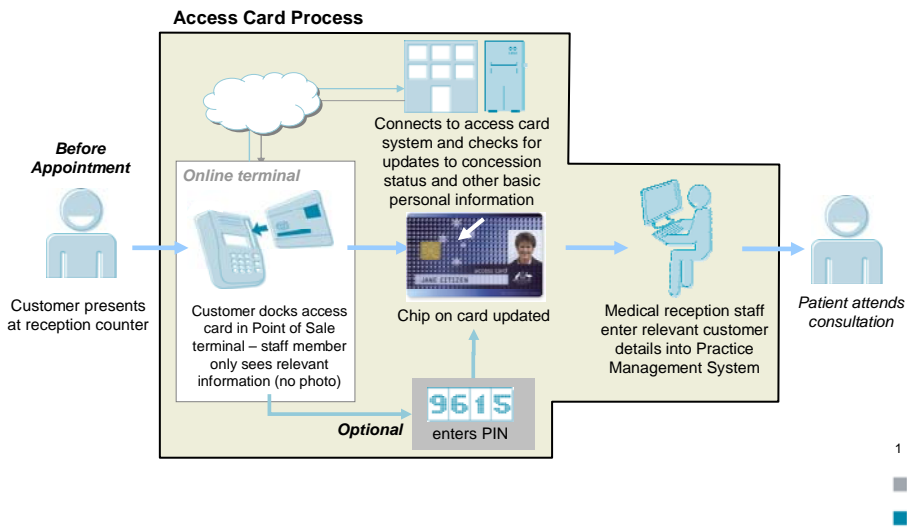 Access Card Process
Before
Appointment
Customer presents
at reception counter
Online terminal
Customer docks access
card in Point of Sale
terminal – staff member
only sees relevant
information (no photo)
Connects to access card
system and checks for
updates to concession
status and other basic
personal information
access card
JANE CITIZEN
Chip on card updated
Optional
9615
enters PIN
Medical reception staff
enter relevant customer
details into Practice
Management System
Patient attends
consultation
1